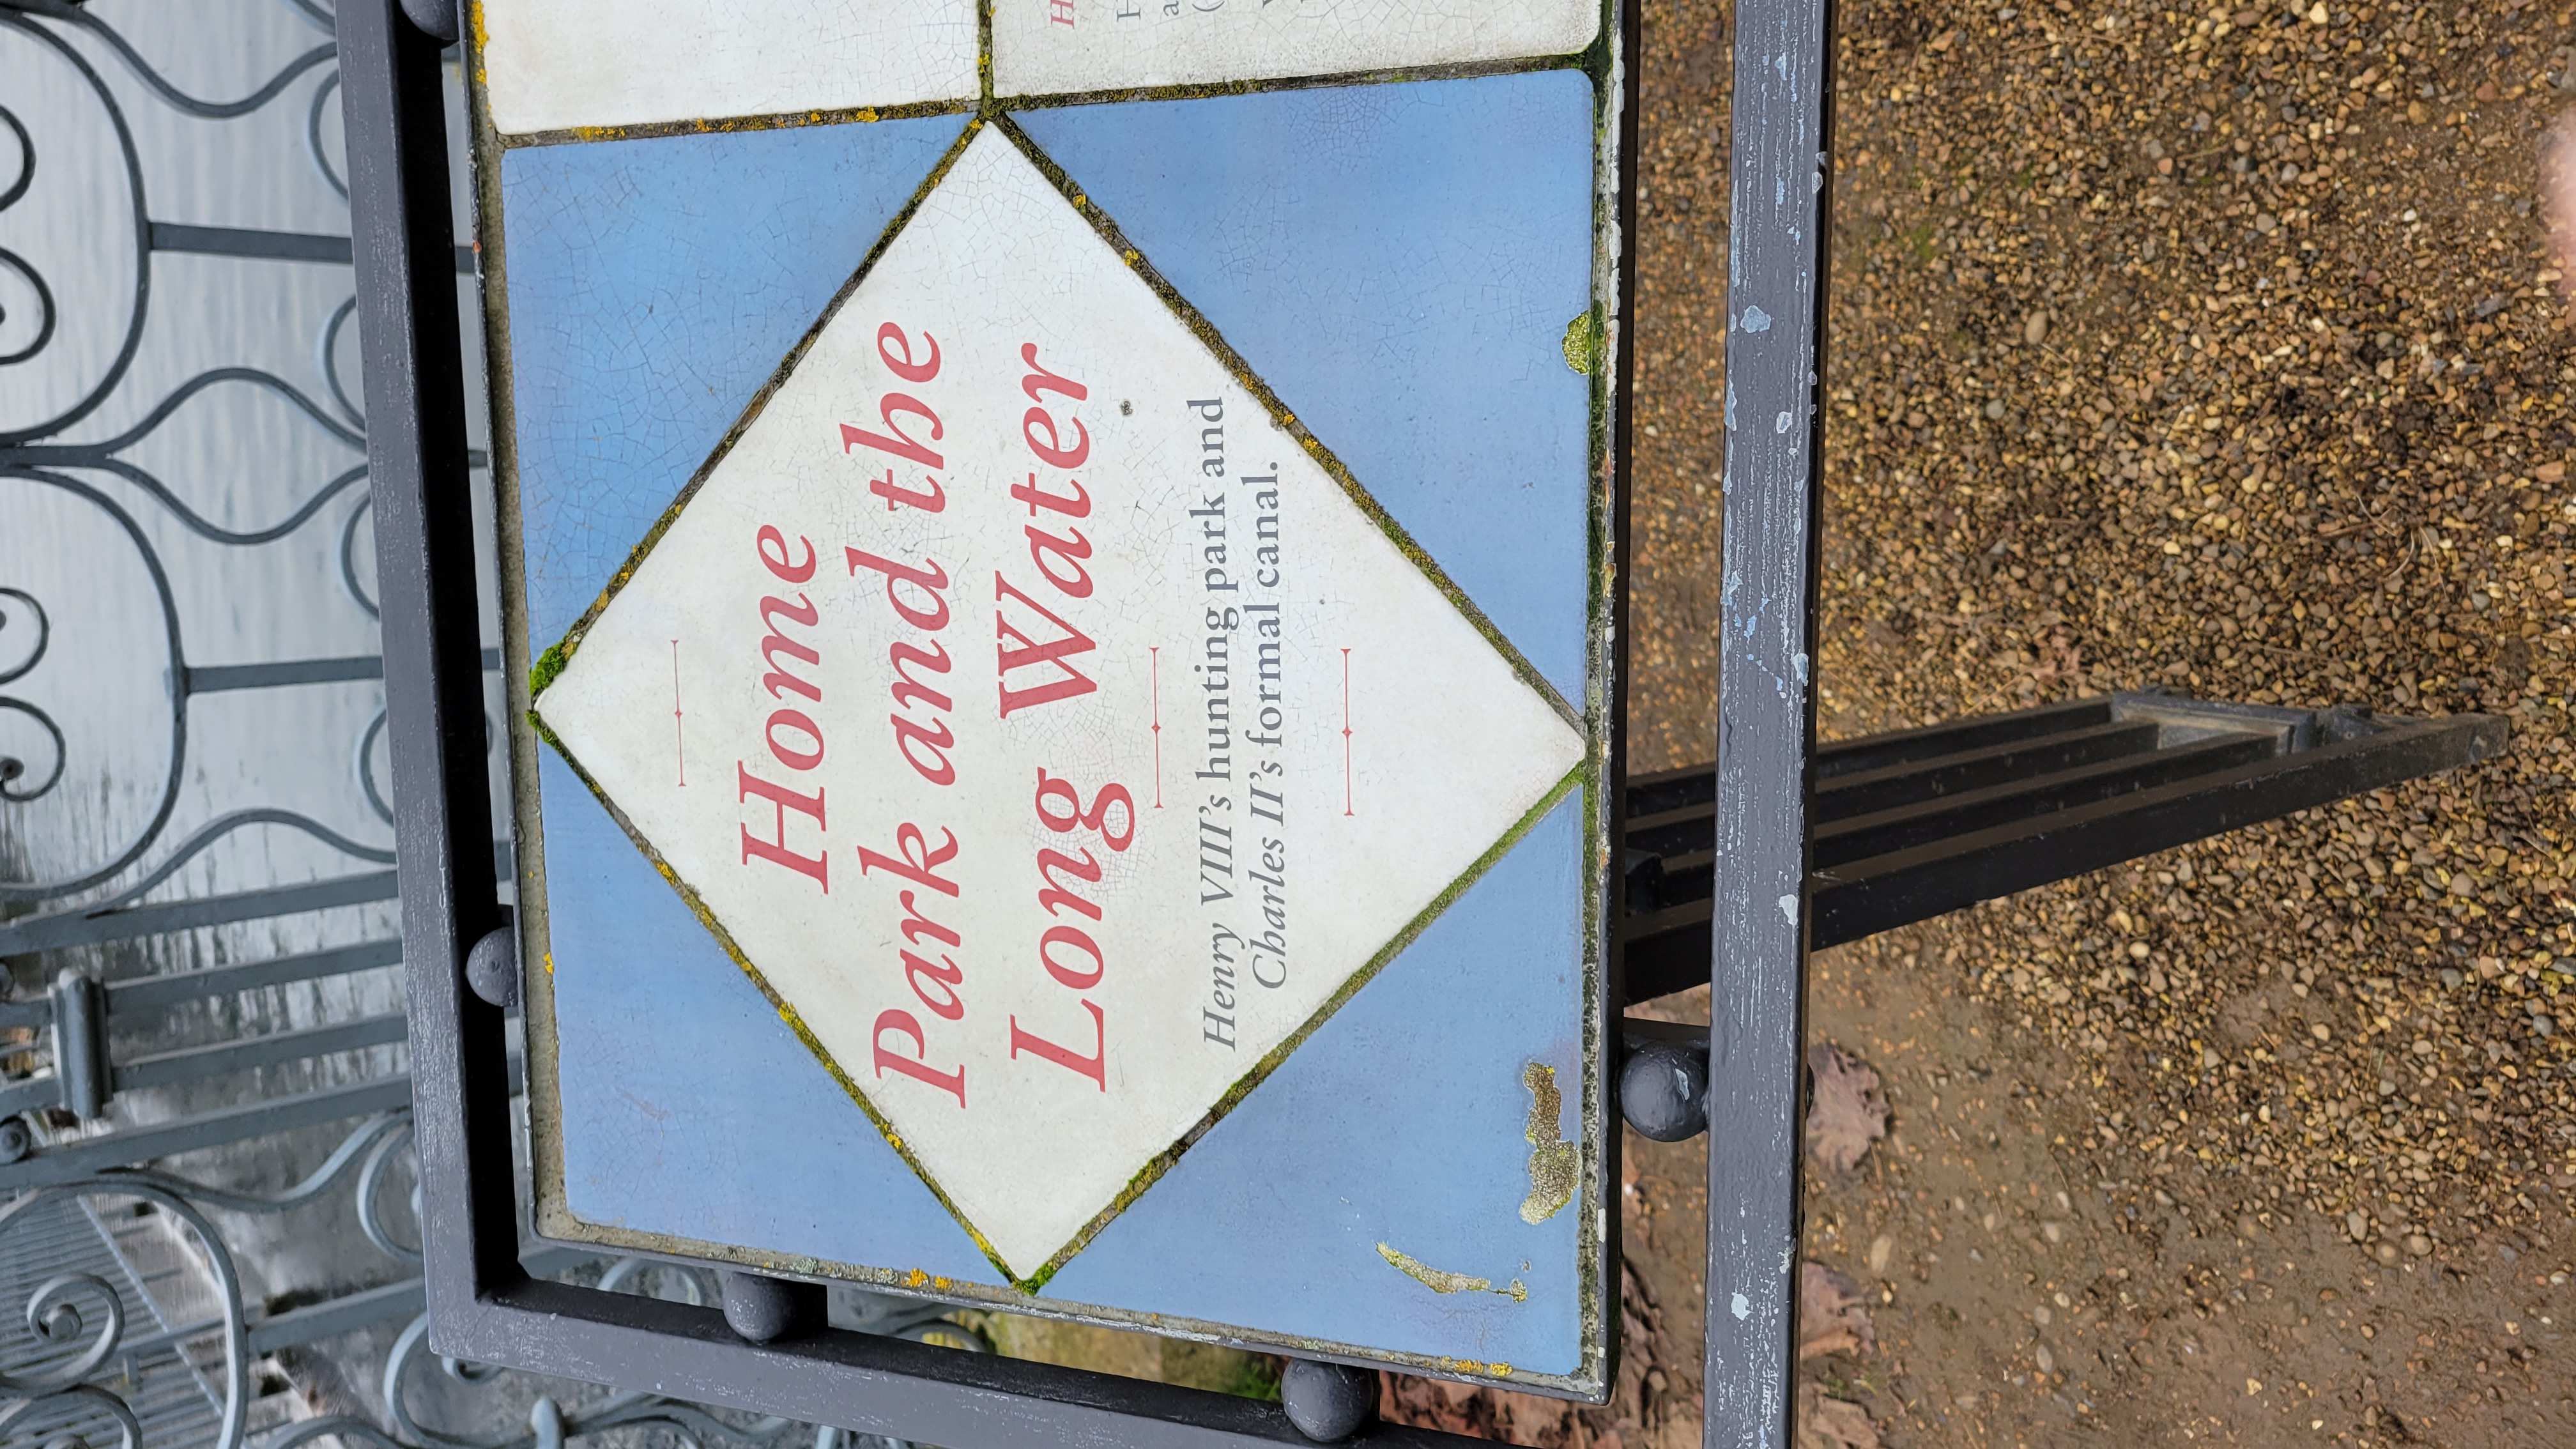 Home
Park and the
Long Water
Henry VIII's hunting park and
Charles II's formal canal.